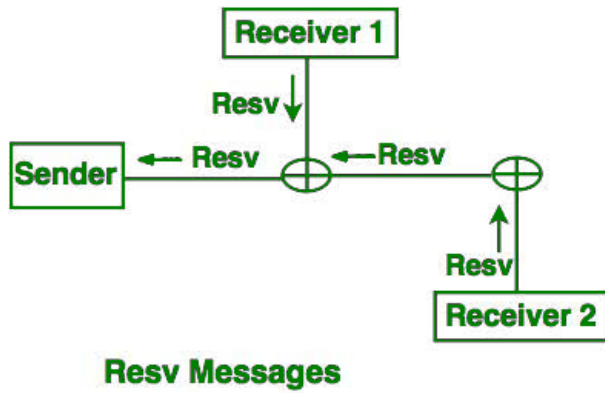 Receiver 1
Resv
Resv
Resv
Sender
Resv
Receiver 2
Resv Messages